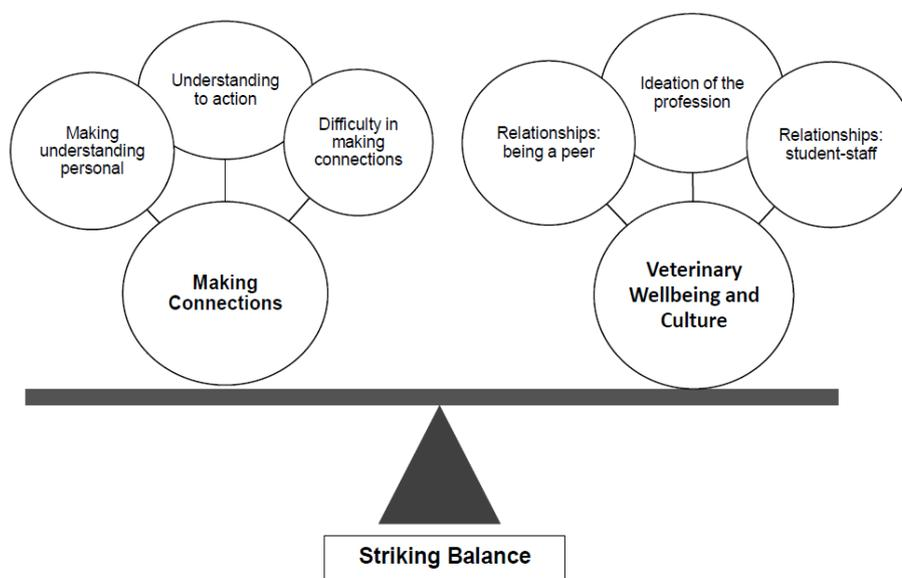 Understanding
to action
Making
understanding
personal
Difficulty in
making
connections
Making
Connections
Ideation of the
profession
Relationships:
being a peer
Relationships:
student-staff
Veterinary
Wellbeing and
Culture
Striking Balance